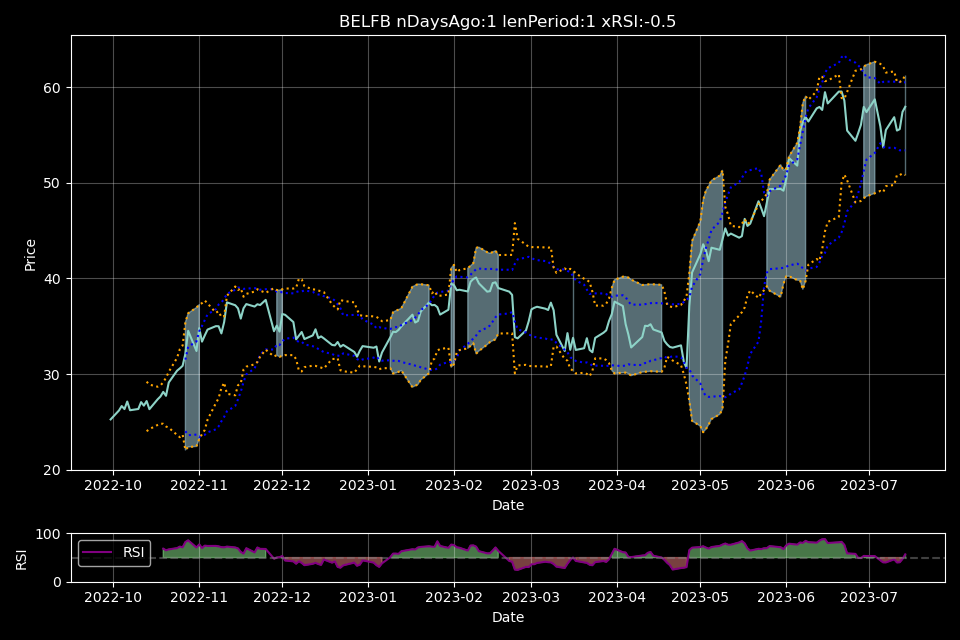 BELFB nDaysAgo:1 lenPeriod:1 xRSI:-0.5
Price
60
50
40
30
20
2022-10 2022-11 2022-12 2023-01 2023-02 2023-03 2023-04 2023-05 2023-06 2023-07
Date
RSI
100
0
RSI
2022-10 2022-11 2022-12 2023-01 2023-02 2023-03 2023-04 2023-05 2023-06 2023-07
Date